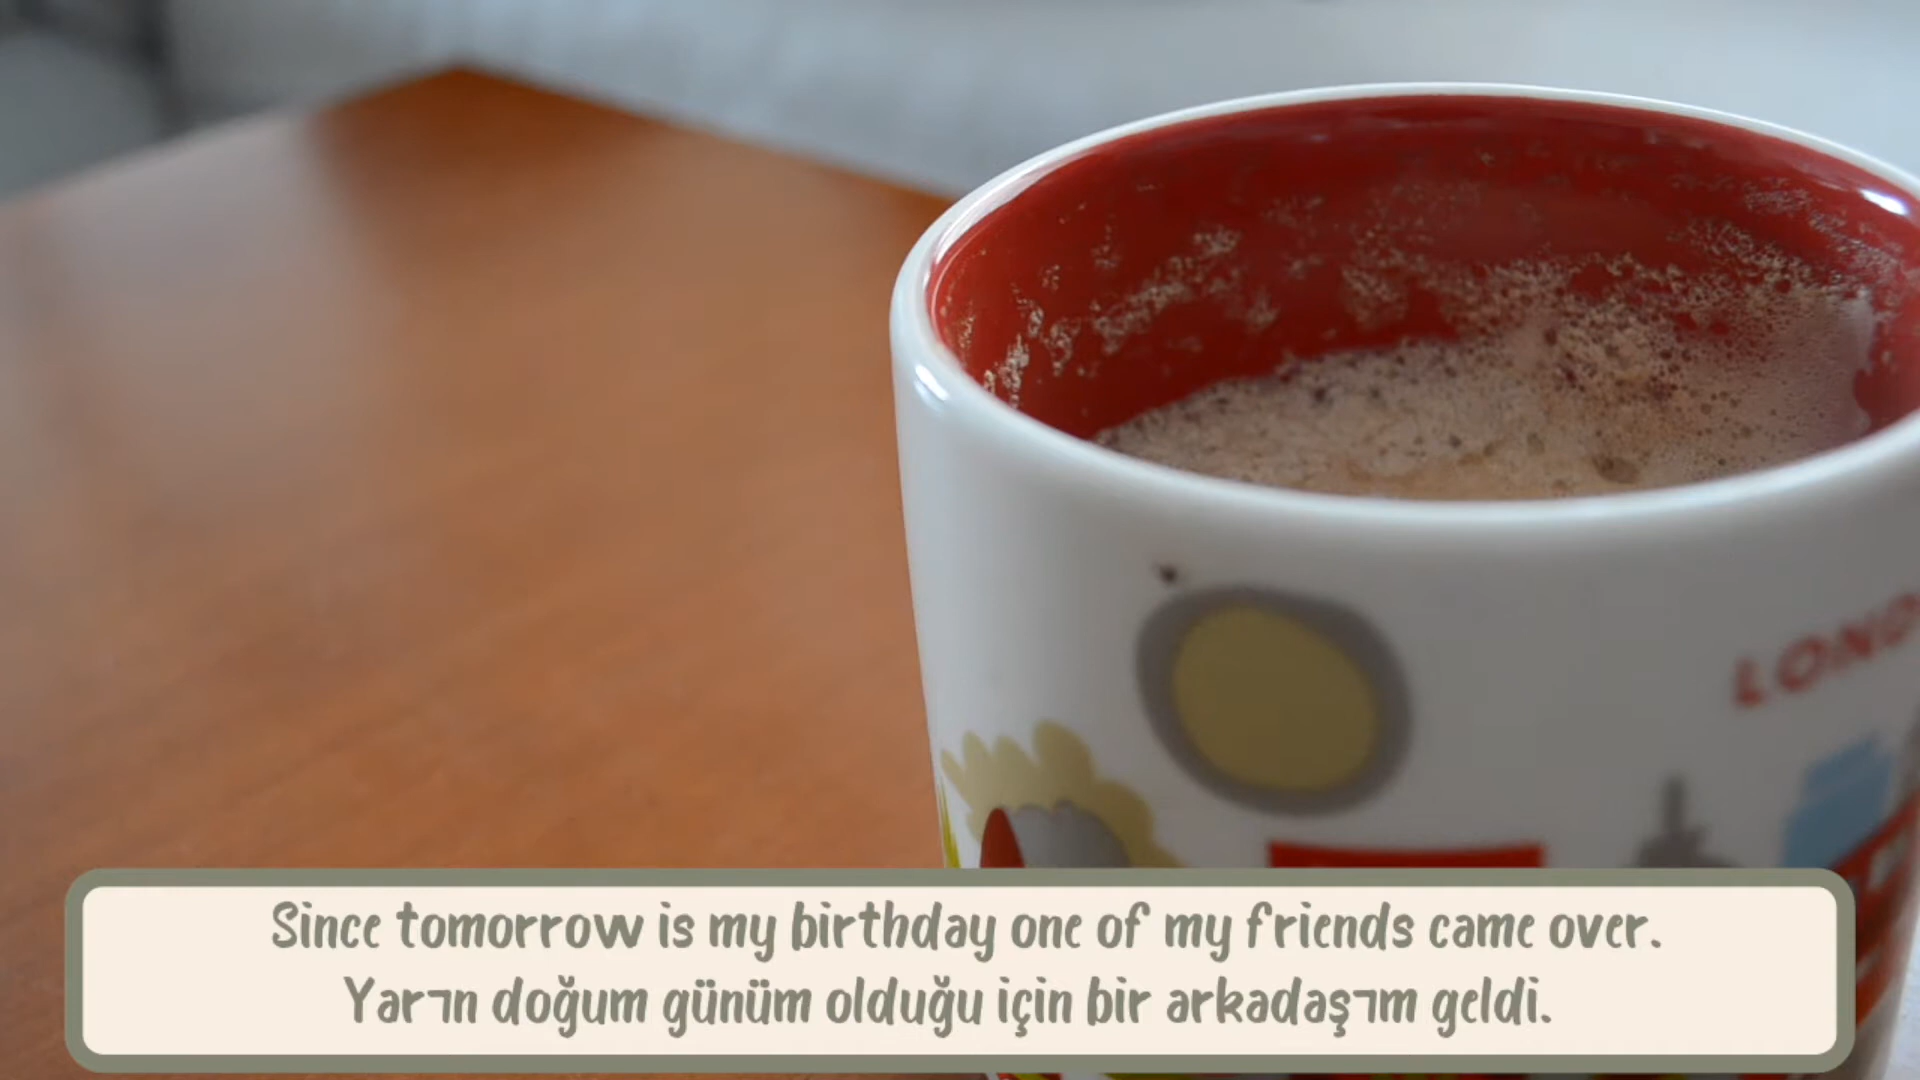 LOND
Since tomorrow is my birthday one of my friends came over.
Yar¬n doğum günüm olduğu için bir arkadaş¬m geldi.